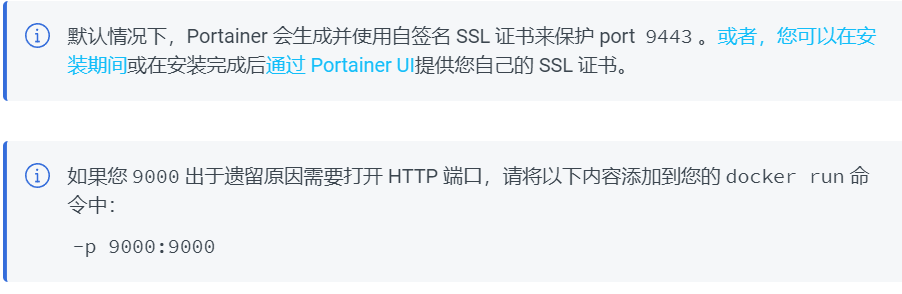 默认情况下，Portainer 会生成并使用自签名 SSL 证书来保护 port 9443 。或者，您可以在安
装期间或在安装完成后通过 Portainer UI提供您自己的 SSL 证书。
如果您 9000 出于遗留原因需要打开 HTTP 端口，请将以下内容添加到您的 docker run 命
令中：
-p 9000:9000